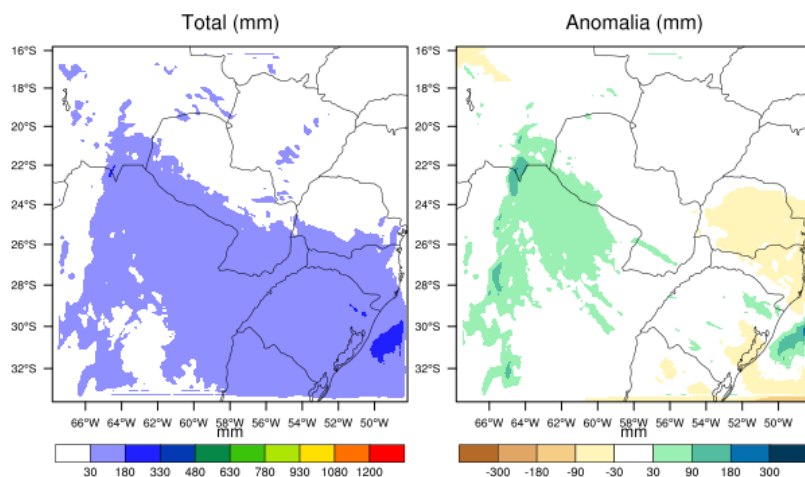 Total (mm)
Anomalia (mm)
16°S
18°S
20°S
22°S
24°S
26°S
28°S
30°S
32°S
66°W 64°W 62°W 60°W 58°W 56°W 54°W 52°W 50°W
mm
30 180 330 480 630 780 930 1080 1200
16°S
18°S
20°S
22°S
24°S
26°S
28°S
30°S
32°S
66°W 64°W 62°W 60°W 58°W 56°W 54°W 52°W 50°W
mm
-300 -180 -90 -30 30 90 180 300